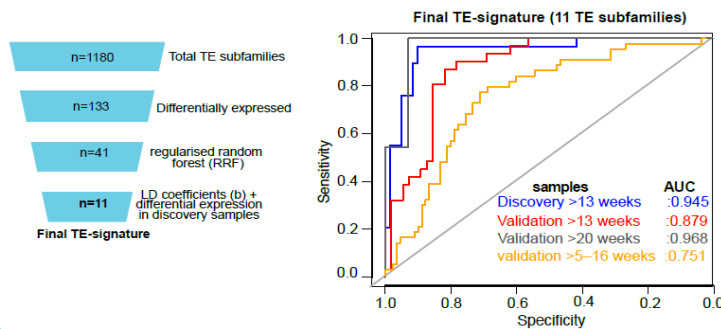 n=1180
Total TE subfamilies
n=133
Differentially expressed
n=41
regularised random
forest (RRF)
n=11
LD coefficients (b) +
differential expression
in discovery samples
Final TE-signature
Final TE-signature (11 TE subfamilies)
Sensitivity
1.0
0.8
0.6
0.4
0.2
0.0
samples AUC
Discovery >13 weeks :0.945
Validation >13 weeks :0.879
Validation >20 weeks :0.968
validation >5–16 weeks :0.751
1.0 0.8 0.6 0.4 0.2 0.0
Specificity